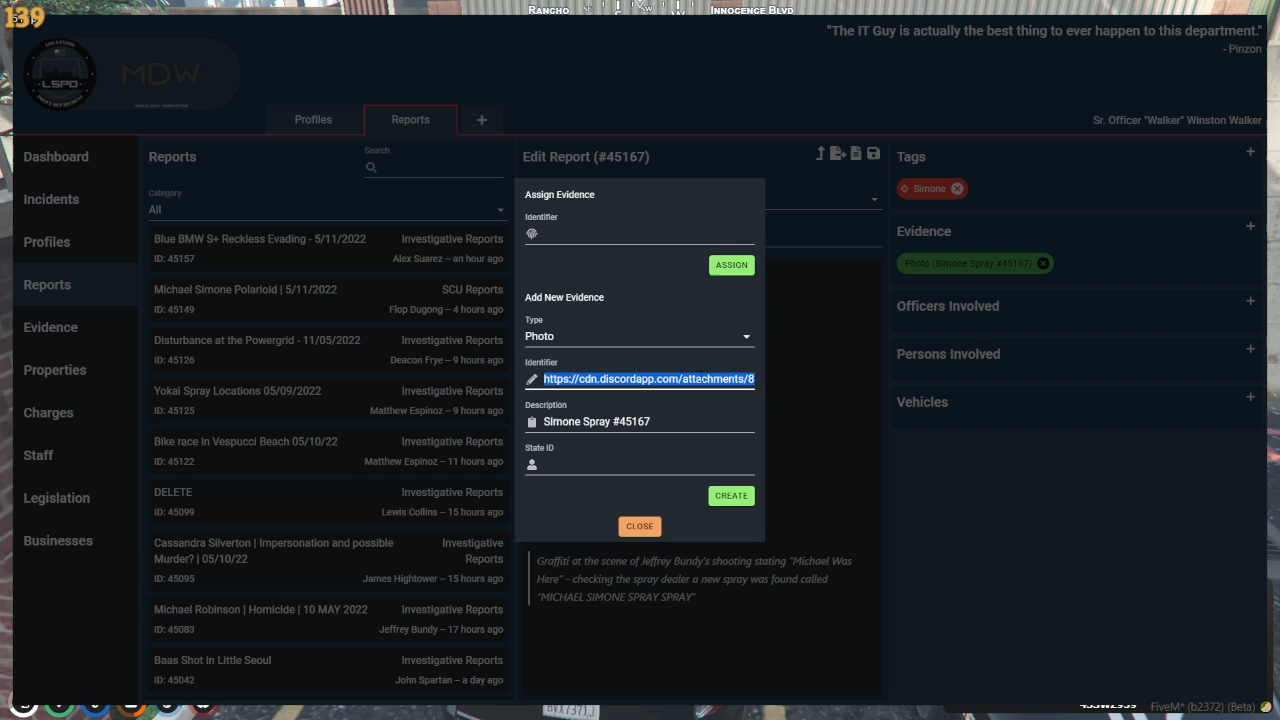 139
RANCHO
INNOCENCE BLVD
"The IT Guy is actually the best thing to ever happen to this department."
- Pinzon
LSPD
MDW
Profiles
Reports
Sr. Officer "Walker" Winston Walker
Dashboard
Incidents
Profiles
Reports
Evidence
Properties
Charges
Staff
Legislation
Businesses
Reports
Search
Category
All
Blue BMW S+ Reckless Evading - 5/11/2022 Investigative Reports
ID: 45157 Alex Suarez – an hour ago
Michael Simone Polarioid | 5/11/2022 SCU Reports
ID: 45149 Flop Dugong – 4 hours ago
Disturbance at the Powergrid - 11/05/2022 Investigative Reports
ID: 45126 Deacon Frye – 9 hours ago
Yokai Spray Locations 05/09/2022 Investigative Reports
ID: 45125 Matthew Espinoz – 9 hours ago
Bike race in Vespucci Beach 05/10/22 Investigative Reports
ID: 45122 Matthew Espinoz – 11 hours ago
DELETE Investigative Reports
ID: 45099 Lewis Collins – 15 hours ago
Cassandra Silverton | Impersonation and possible Investigative
Murder? | 05/10/22 Reports
ID: 45095 James Hightower – 15 hours ago
Michael Robinson | Homicide | 10 MAY 2022 Investigative Reports
ID: 45083 Jeffrey Bundy – 17 hours ago
Baas Shot in Little Seoul Investigative Reports
ID: 45042 John Spartan – a day ago
Edit Report (#45167)
Assign Evidence
Identifier
ASSIGN
Add New Evidence
Type
Photo
Identifier
https://cdn.discordapp.com/attachments/8
Description
Simone Spray #45167
State ID
CREATE
CLOSE
Graffiti at the scene of Jeffrey Bundy's shooting stating "Michael Was
Here" - checking the spray dealer a new spray was found called
"MICHAEL SIMONE SPRAY SPRAY"
Tags
Simone
Evidence
Photo (Simone Spray #45167)
Officers Involved
Persons Involved
Vehicles
FiveM* (b2372) (Beta)